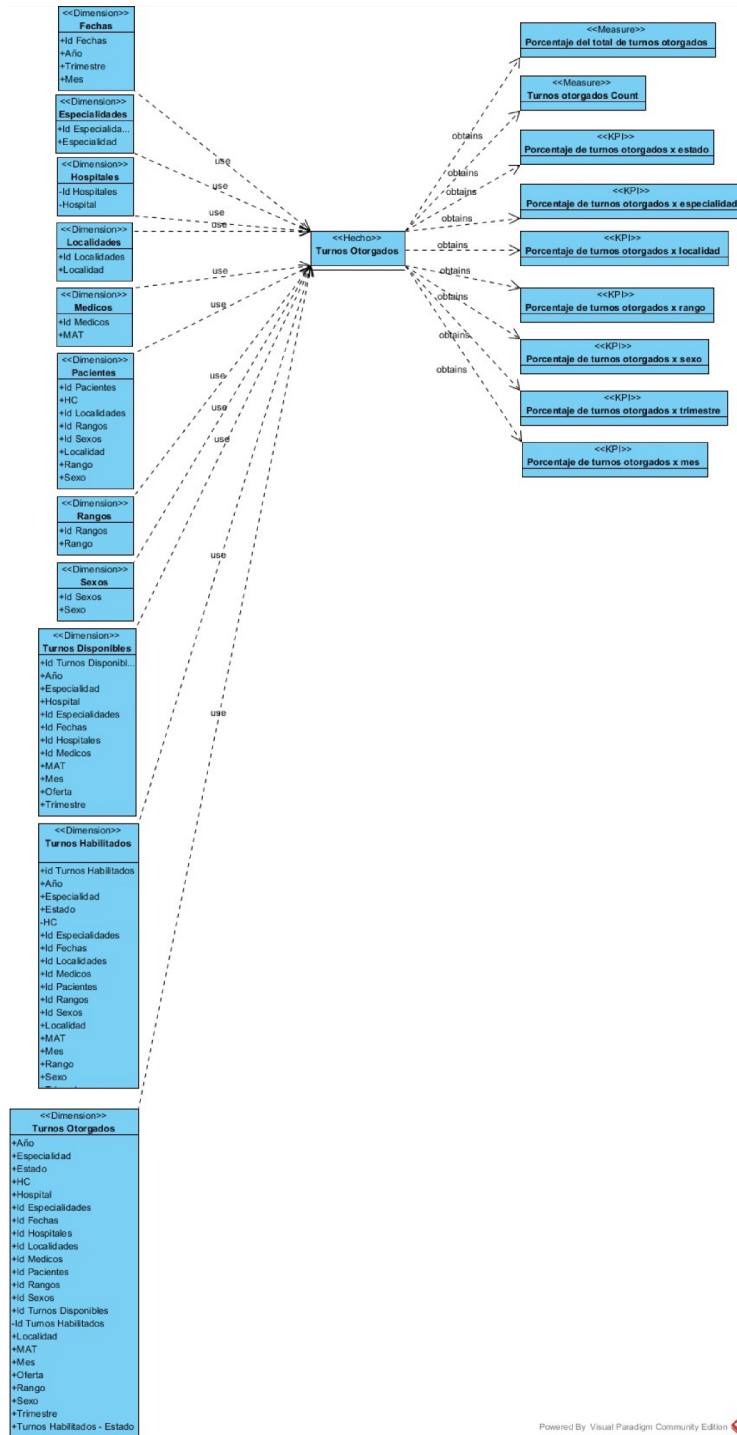 <<Dimension>>
Fechas
+Id Fechas
+Año
+Trimestre
+Mes
<<Dimension>>
Especialidades
+Id Especialida...
+Especialidad
<<Dimension>>
Hospitales
-Id Hospitales
-Hospital
<<Dimension>>
Localidades
+Id Localidades
+Localidad
<<Dimension>>
Medicos
+Id Medicos
+MAT
<<Dimension>>
Pacientes
+Id Pacientes
+HC
+Id Localidades
+Id Rangos
+Id Sexos
+Localidad
+Rango
+Sexo
<<Dimension>>
Rangos
+Id Rangos
+Rango
<<Dimension>>
Sexos
+Id Sexos
+Sexo
<<Dimension>>
Turnos Disponibles
+Id Turnos Disponibl...
+Año
+Especialidad
+Hospital
+Id Especialidades
+Id Fechas
+Id Hospitales
+Id Medicos
+MAT
+Mes
+Oferta
+Trimestre
<<Dimension>>
Turnos Habilitados
+id Turnos Habilitados
+Año
+Especialidad
+Estado
-HC
+Id Especialidades
+Id Fechas
+Id Localidades
+Id Medicos
+Id Pacientes
+Id Rangos
+Id Sexos
+Localidad
+MAT
+Mes
+Rango
+Sexo
<<Dimension>>
Turnos Otorgados
+Año
+Especialidad
+Estado
+HC
+Hospital
+Id Especialidades
+Id Fechas
+Id Hospitales
+Id Localidades
+Id Medicos
+Id Pacientes
+Id Rangos
+Id Sexos
+Id Turnos Disponibles
-Id Turnos Habilitados
+Localidad
+MAT
+Mes
+Oferta
+Rango
+Sexo
+Trimestre
+Turnos Habilitados - Estado
use
use
use
use
use
use
use
use
use
use
use
<<Hecho>>
Turnos Otorgados
obtains
obtains
obtains
obtains
obtains
obtains
obtains
obtains
obtains
<<Measure>>
Porcentaje del total de turnos otorgados
<<Measure>>
Turnos otorgados Count
<<KPI>>
Porcentaje de turnos otorgados x estado
<<KPI>>
Porcentaje de turnos otorgados x especialidad
<<KPI>>
Porcentaje de turnos otorgados x localidad
<<KPI>>
Porcentaje de turnos otorgados x rango
<<KPI>>
Porcentaje de turnos otorgados x sexo
<<KPI>>
Porcentaje de turnos otorgados x trimestre
<<KPI>>
Porcentaje de turnos otorgados x mes
Powered By Visual Paradigm Community Edition